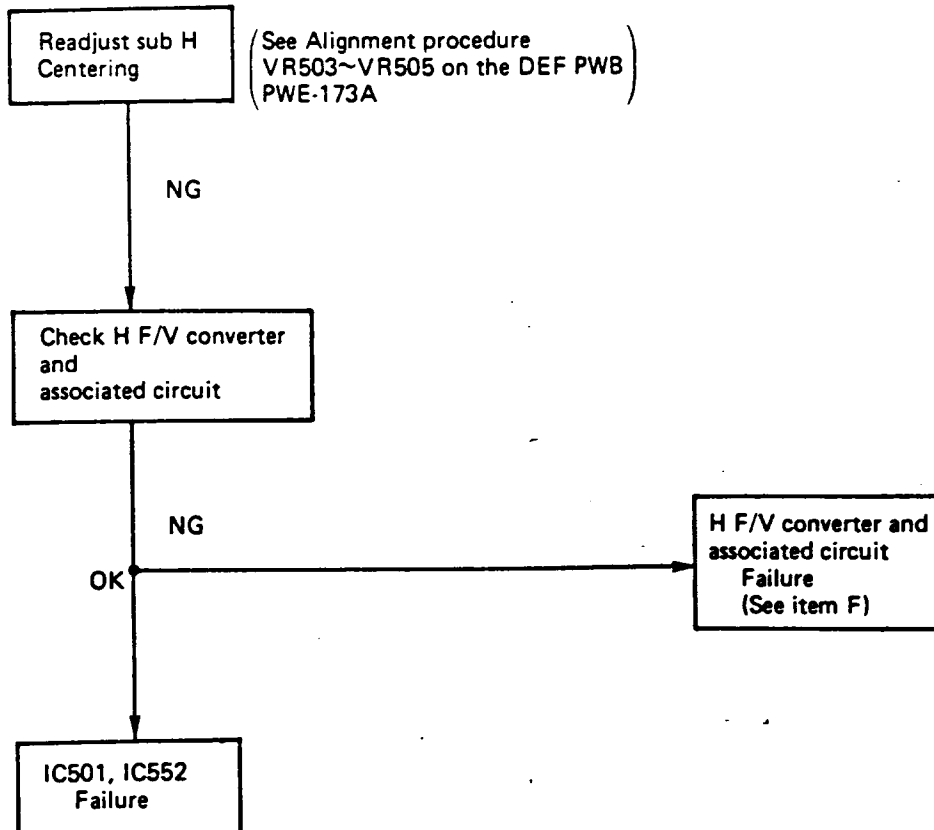 Readjust sub H
Centering
(See Alignment procedure
VR503~VR505 on the DEF PWB
PWE-173A)
NG
Check H F/V converter
and
associated circuit
NG
OK
H F/V converter and
associated circuit
Failure
(See item F)
IC501, IC552
Failure